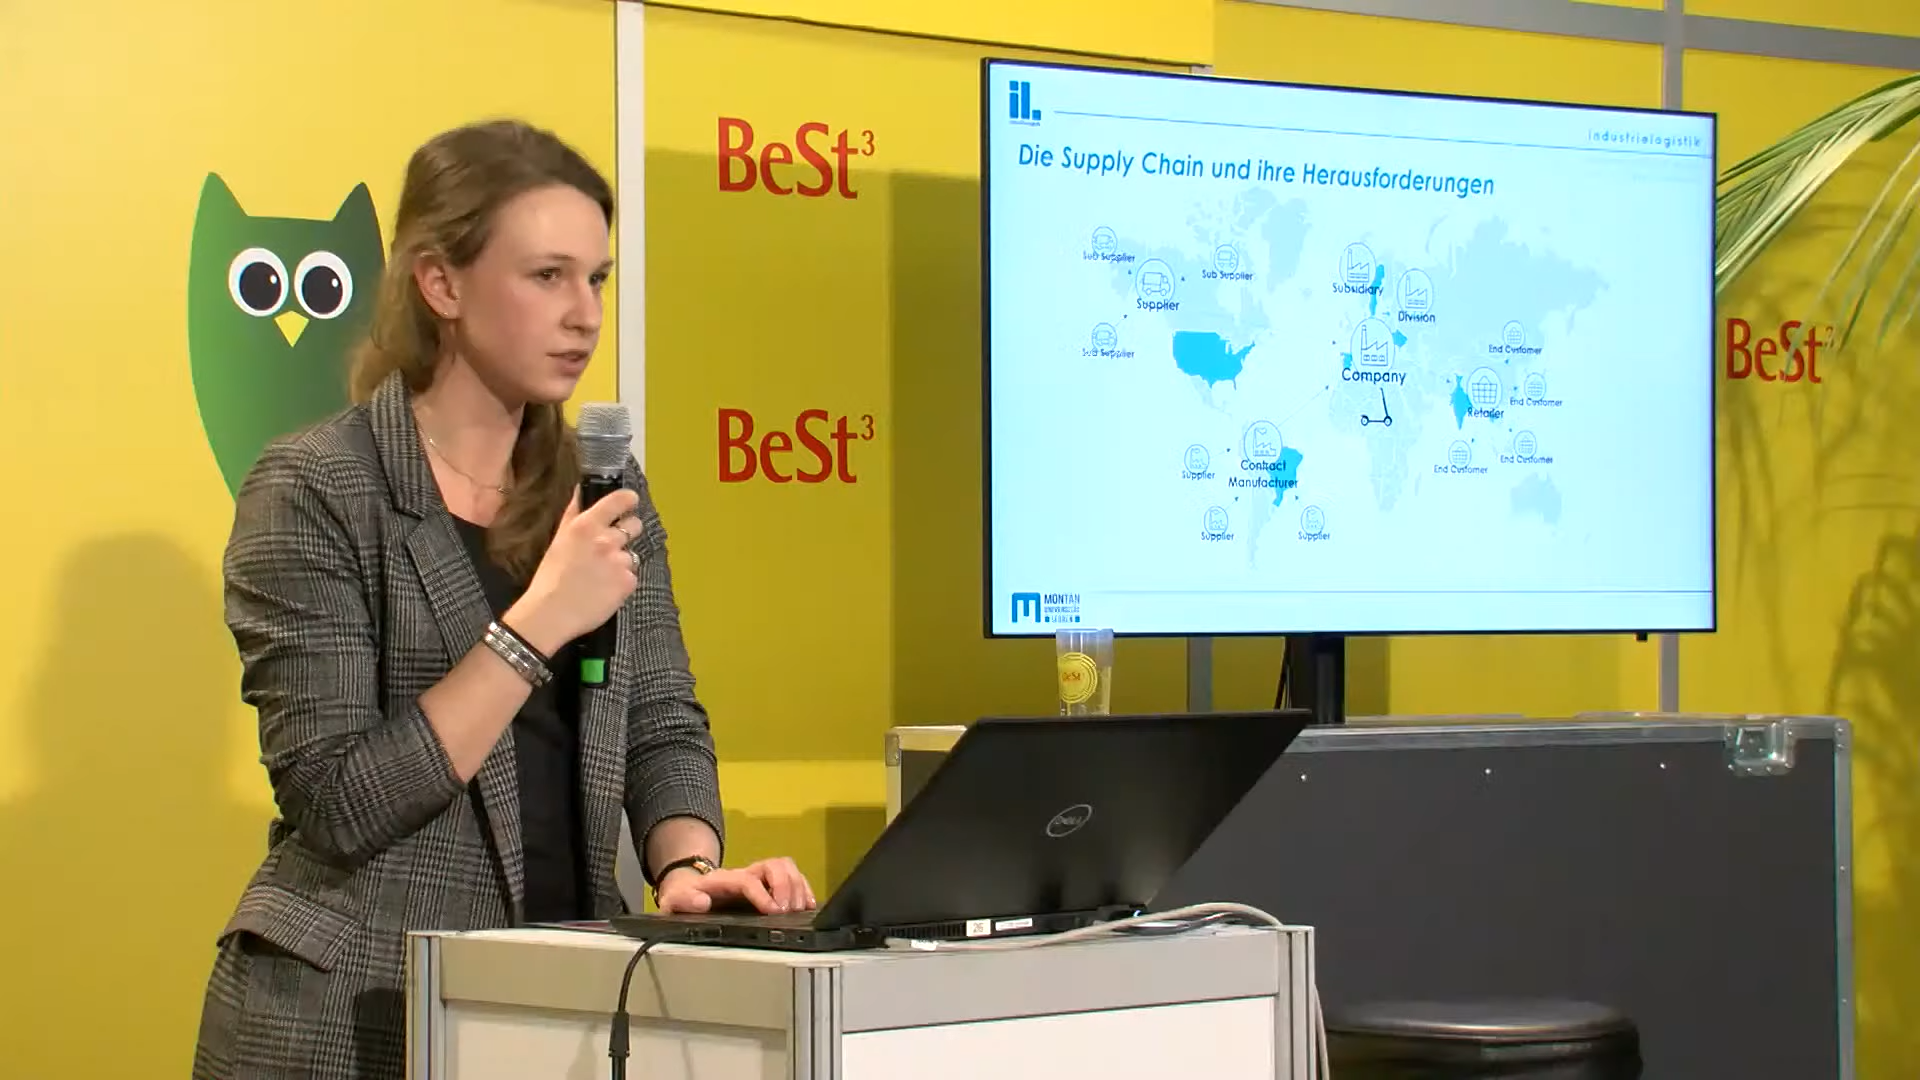 BeSt³
BeSt³
BeSt³
il.
industrielogistik
Die Supply Chain und ihre Herausforderungen
Sub Supplier
Sub Supplier
Supplier
Sub Supplier
Subsidiary
Division
Company
End Customer
End Customer
Retailer
End Customer
End Customer
Supplier
Contract
Manufacturer
Supplier
Supplier
MONTAN
UNIVERSITÄT
LEOBEN
BeSt³
DELL
26